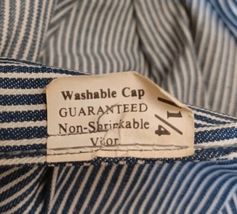 Washable Cap
GUARANTEED
Non-Shrinkable
Visor
1/4